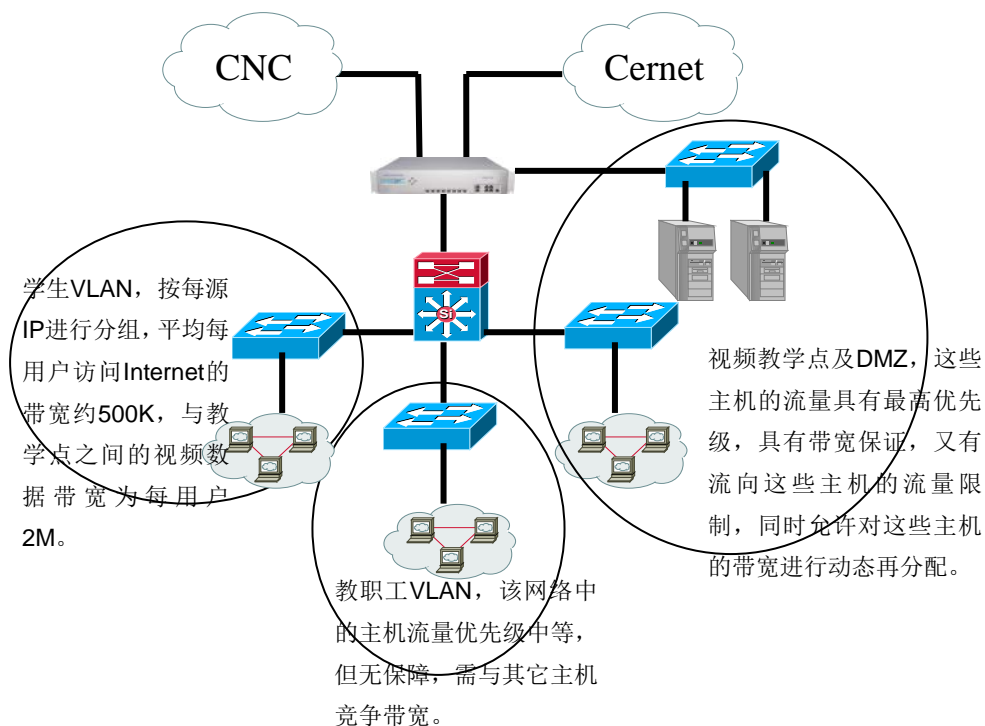 CNC
Cernet
Si
学生VLAN，按每源
IP进行分组，平均每
用户访问Internet的
带宽约500K，与教
学点之间的视频数
据带宽为每用户
2M。
视频教学点及DMZ，这些
主机的流量具有最高优先
级，具有带宽保证，又有
流向这些主机的流量限
制，同时允许对这些主机
的带宽进行动态再分配。
教职工VLAN，该网络中
的主机流量优先级中等，
但无保障，需与其它主机
竞争带宽。